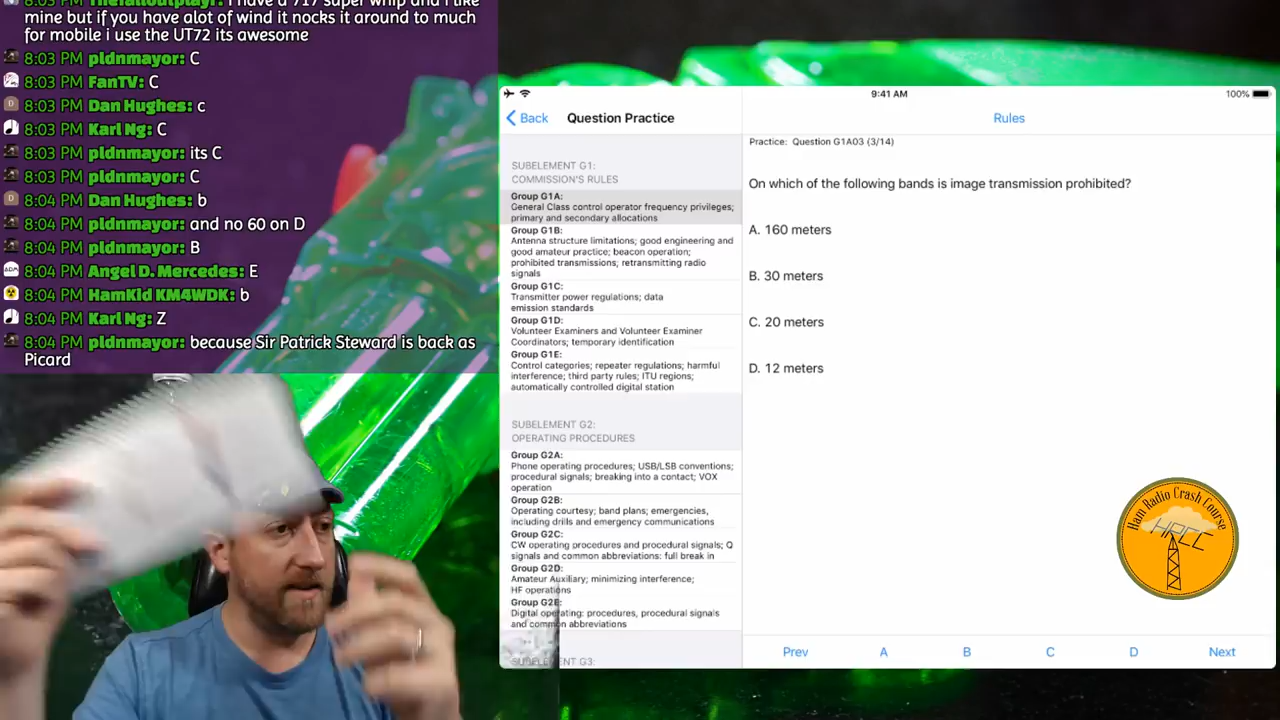 mine but if you have alot of wind it nocks it around to much
for mobile i use the UT72 its awesome
8:03 PM pldnmayor: C
8:03 PM FanTV: C
8:03 PM Dan Hughes: c
8:03 PM Karl Ng: C
8:03 PM pldnmayor: its C
8:03 PM pldnmayor: C
8:04 PM Dan Hughes: b
8:04 PM pldnmayor: and no 60 on D
8:04 PM pldnmayor: B
8:04 PM Angel D. Mercedes: E
8:04 PM HamKid KM4WDK: b
8:04 PM Karl Ng: Z
8:04 PM pldnmayor: because Sir Patrick Steward is back as
Picard
9:41 AM
100%
Back
Question Practice
Rules
SUBELEMENT G1:
COMMISSION'S RULES
Group G1A:
General Class control operator frequency privileges;
primary and secondary allocations
Group G1B:
Antenna structure limitations; good engineering and
good amateur practice; beacon operation;
prohibited transmissions; retransmitting radio
signals
Group G1C:
Transmitter power regulations; data
emission standards
Group G1D:
Volunteer Examiners and Volunteer Examiner
Coordinators; temporary identification
Group G1E:
Control categories; repeater regulations; harmful
interference; third party rules; ITU regions;
automatically controlled digital station
SUBELEMENT G2:
OPERATING PROCEDURES
Group G2A:
Phone operating procedures; USB/LSB conventions;
procedural signals; breaking into a contact; VOX
operation
Group G2B:
Operating courtesy; band plans; emergencies,
including drills and emergency communications
Group G2C:
CW operating procedures and procedural signals; Q
signals and common abbreviations: full break in
Group G2D:
Amateur Auxiliary; minimizing interference;
HF operations
Group G2E:
Digital operating: procedures, procedural signals
and common abbreviations
SUBELEMENT G3:
Practice: Question G1A03 (3/14)
On which of the following bands is image transmission prohibited?
A. 160 meters
B. 30 meters
C. 20 meters
D. 12 meters
Ham Radio Crash Course
HRCC
Prev
A
B
C
D
Next